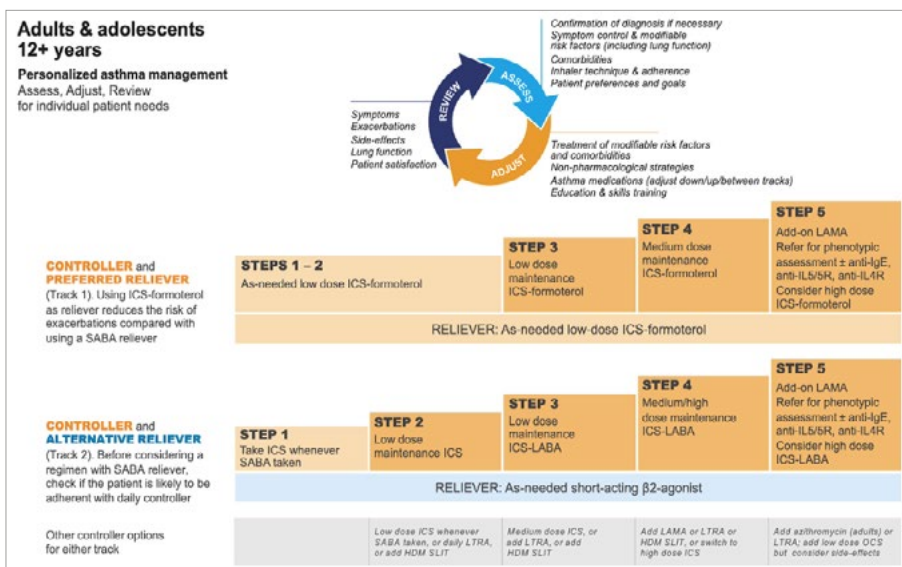 Adults & adolescents
12+ years
Personalized asthma management
Assess, Adjust, Review
for individual patient needs
Confirmation of diagnosis if necessary
Symptom control & modifiable
risk factors (including lung function)
Comorbidities
Inhaler technique & adherence
Patient preferences and goals
REVIEW
ASSESS
ADJUST
Symptoms
Exacerbations
Side-effects
Lung function
Patient satisfaction
Treatment of modifiable risk factors
and comorbidities
Non-pharmacological strategies
Asthma medications (adjust down/up/between tracks)
Education & skills training
CONTROLLER and
PREFERRED RELIEVER
(Track 1). Using ICS-formoterol
as reliever reduces the risk of
exacerbations compared with
using a SABA reliever
STEPS 1 – 2
As-needed low dose ICS-formoterol
STEP 3
Low dose
maintenance
ICS-formoterol
STEP 4
Medium dose
maintenance
ICS-formoterol
STEP 5
Add-on LAMA
Refer for phenotypic
assessment ± anti-IgE,
anti-IL5/5R, anti-IL4R
Consider high dose
ICS-formoterol
RELIEVER: As-needed low-dose ICS-formoterol
CONTROLLER and
ALTERNATIVE RELIEVER
(Track 2). Before considering a
regimen with SABA reliever,
check if the patient is likely to be
adherent with daily controller
STEP 1
Take ICS whenever
SABA taken
STEP 2
Low dose
maintenance ICS
STEP 3
Low dose
maintenance
ICS-LABA
STEP 4
Medium/high
dose maintenance
ICS-LABA
STEP 5
Add-on LAMA
Refer for phenotypic
assessment ± anti-IgE,
anti-IL5/5R, anti-IL4R
Consider high dose
ICS-LABA
RELIEVER: As-needed short-acting β2-agonist
Other controller options
for either track
Low dose ICS whenever
SABA taken, or daily LTRA,
or add HDM SLIT
Medium dose ICS, or
add LTRA, or add
HDM SLIT
Add LAMA or LTRA or
HDM SLIT, or switch to
high dose ICS
Add azithromycin (adults) or
LTRA; add low dose OCS
but consider side-effects